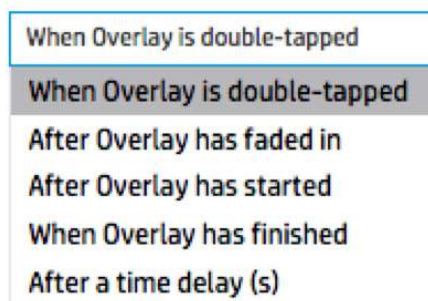 When Overlay is double-tapped
When Overlay is double-tapped
After Overlay has faded in
After Overlay has started
When Overlay has finished
After a time delay (s)